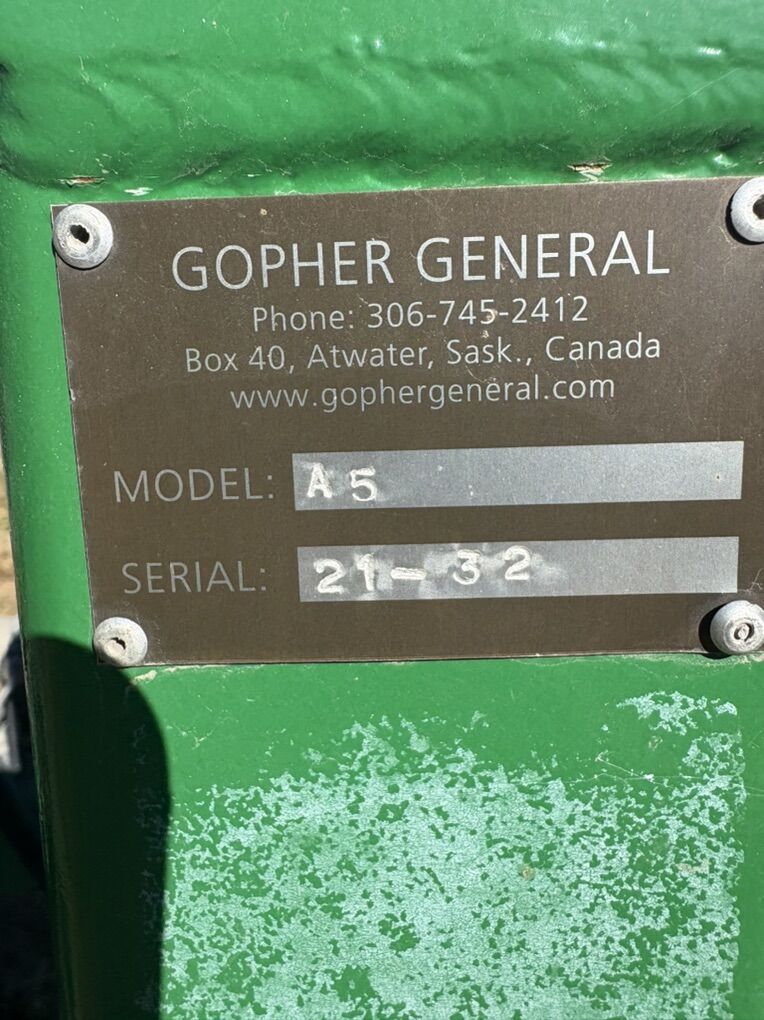 GOPHER GENERAL
Phone: 306-745-2412
Box 40, Atwater, Sask., Canada
www.gophergeneral.com
MODEL: A5
SERIAL: 21-32